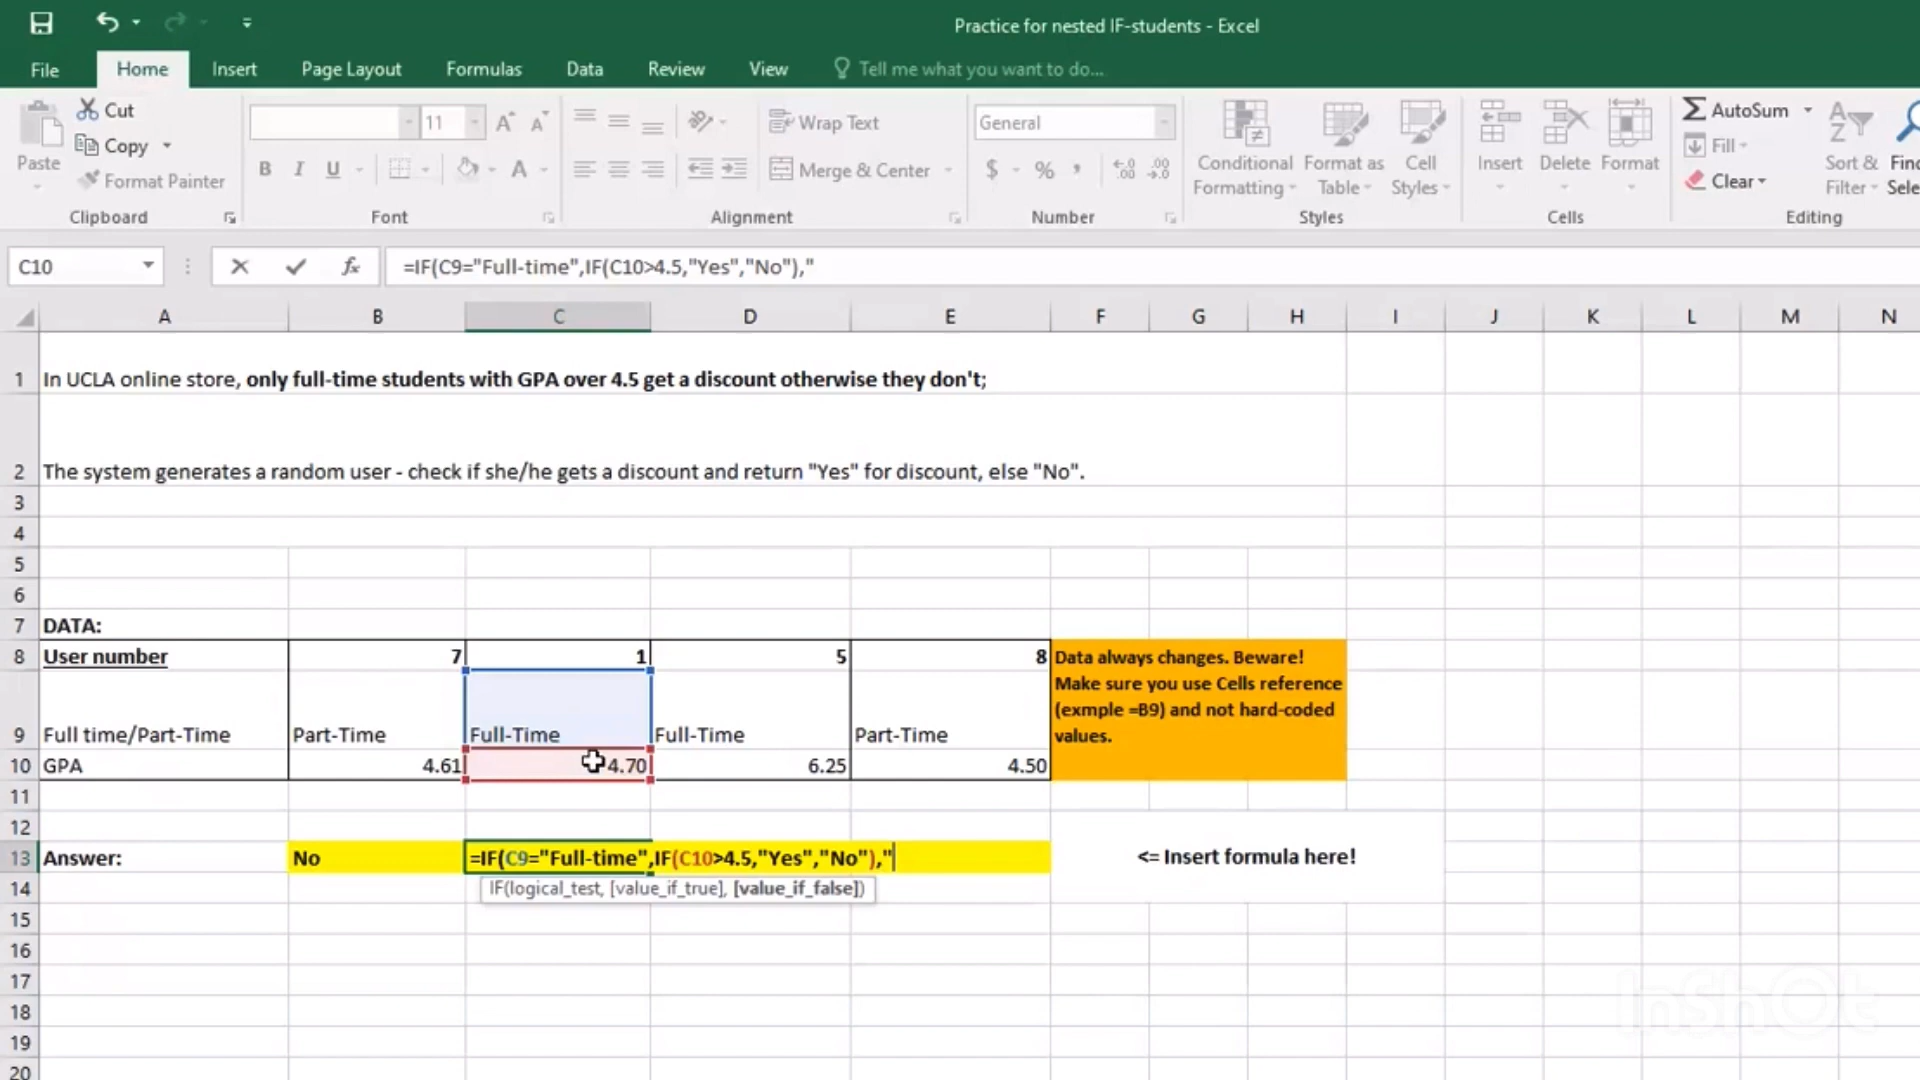 Practice for nested IF-students - Excel
File Home Insert Page Layout Formulas Data Review View Tell me what you want to do...
Cut
Copy
Format Painter
Paste
Clipboard
11
Font
Wrap Text
Merge & Center
Alignment
General
$ % ,
Number
Conditional Formatting
Format as Table
Cell Styles
Styles
Insert Delete Format
Cells
AutoSum
Fill
Clear
Sort & Filter
Find
Sele
Editing
C10 fx =IF(C9="Full-time",IF(C10>4.5,"Yes","No"),"
A B C D E F G H I J K L M N
1 In UCLA online store, only full-time students with GPA over 4.5 get a discount otherwise they don't;
2 The system generates a random user - check if she/he gets a discount and return "Yes" for discount, else "No".
3
4
5
6
7 DATA:
8 User number 7 1 5 8
Data always changes. Beware!
Make sure you use Cells reference
(exmple =B9) and not hard-coded
values.
9 Full time/Part-Time Part-Time Full-Time Full-Time Part-Time
10 GPA 4.61 4.70 6.25 4.50
11
12
13 Answer: No =IF(C9="Full-time",IF(C10>4.5,"Yes","No")," <= Insert formula here!
IF(logical_test, [value_if_true], [value_if_false])
14
15
16
17
18
19
20
InShOt